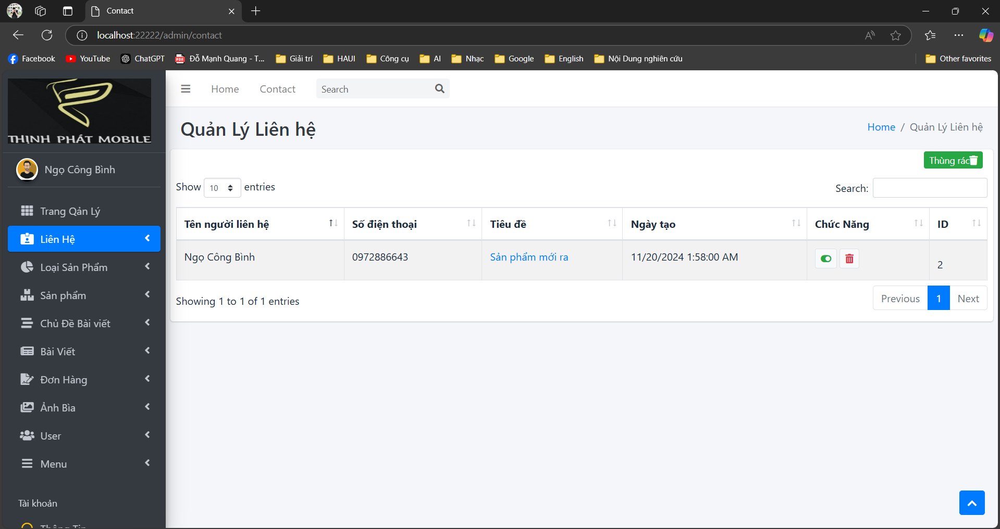 Contact
localhost:22222/admin/contact
Facebook YouTube ChatGPT Đỗ Mạnh Quang - T... Giải trí HAUI Công cụ AI Nhạc Google English Nội Dung nghiên cứu Other favorites
THỊNH PHÁT MOBILE
Ngọ Công Bình
Trang Qản Lý
Liên Hệ
Loại Sản Phẩm
Sản phẩm
Chủ Đề Bài viết
Bài Viết
Đơn Hàng
Ảnh Bìa
User
Menu
Tài khoản
Thông Tin
Home Contact Search
Quản Lý Liên hệ
Home / Quản Lý Liên hệ
Thùng rác
Show 10 entries
Search:
Tên người liên hệ Số điện thoại Tiêu đề Ngày tạo Chức Năng ID
Ngọ Công Bình 0972886643 Sản phẩm mới ra 11/20/2024 1:58:00 AM 2
Showing 1 to 1 of 1 entries
Previous 1 Next